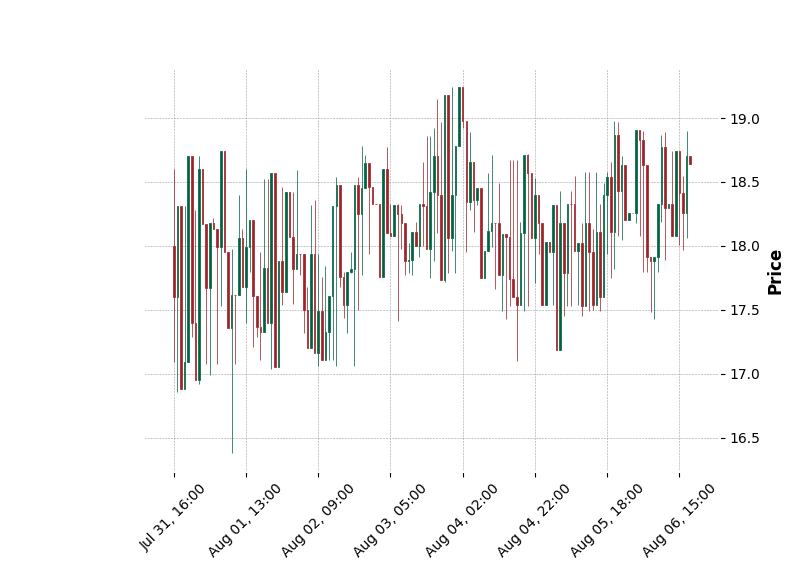 19.0
18.5
18.0
17.5
17.0
16.5
Price
Jul 31, 16:00
Aug 01, 13:00
Aug 02, 09:00
Aug 03, 05:00
Aug 04, 02:00
Aug 04, 22:00
Aug 05, 18:00
Aug 06, 15:00